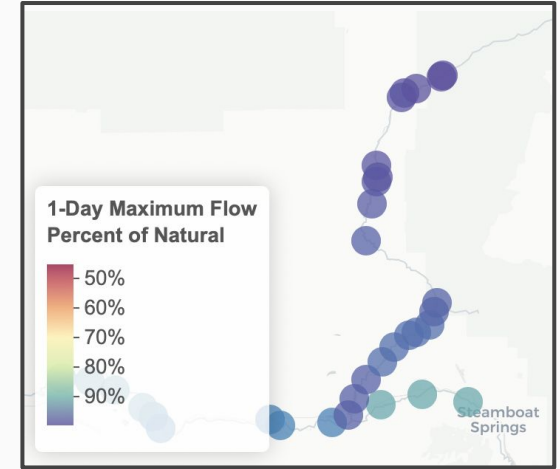 1-Day Maximum Flow
Percent of Natural
50%
60%
70%
80%
90%
Steamboat
Springs